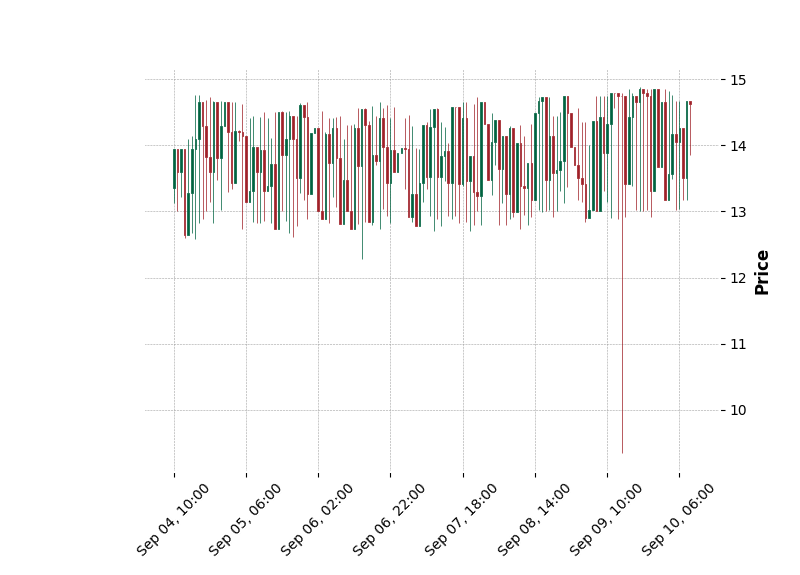 15
14
13
12
11
10
Price
Sep 04, 10:00
Sep 05, 06:00
Sep 06, 02:00
Sep 06, 22:00
Sep 07, 18:00
Sep 08, 14:00
Sep 09, 10:00
Sep 10, 06:00